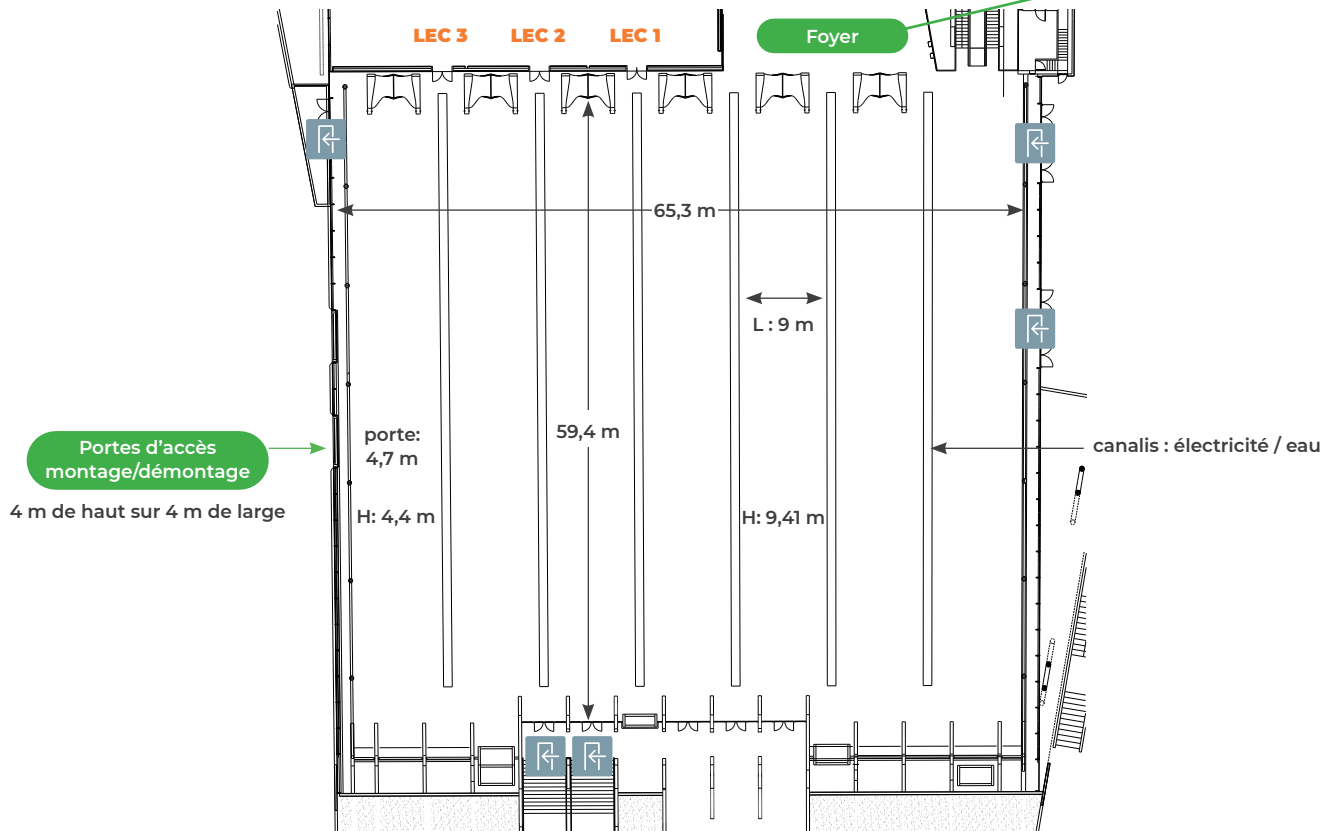 LEC 3
LEC 2
LEC 1
Foyer
65,3 m
L : 9 m
59,4 m
porte:
4,7 m
Portes d’accès
montage/démontage
canalis : électricité / eau
4 m de haut sur 4 m de large
H: 4,4 m
H: 9,41 m